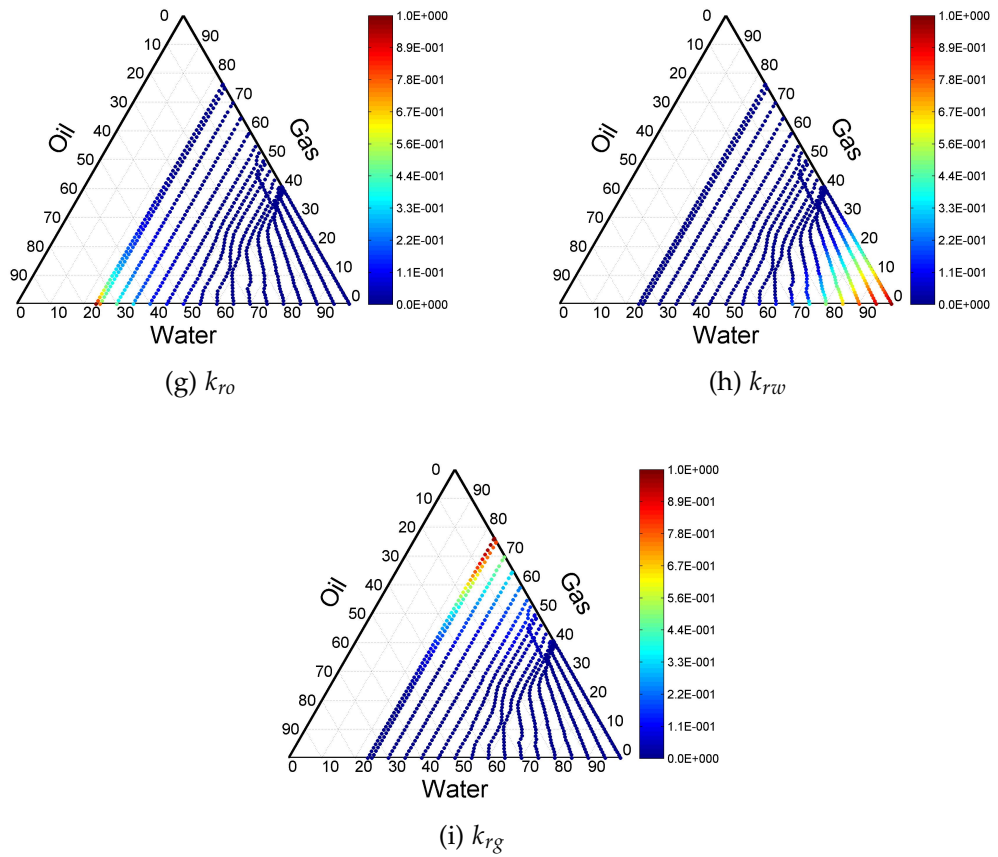 0
10
20
30
40
50
60
70
80
90
Oil
90
80
70
60
50
40
30
20
10
0
Gas
0 10 20 30 40 50 60 70 80 90
Water
1.0E+000
8.9E-001
7.8E-001
6.7E-001
5.6E-001
4.4E-001
3.3E-001
2.2E-001
1.1E-001
0.0E+000
(g) kro
0
10
20
30
40
50
60
70
80
90
Oil
90
80
70
60
50
40
30
20
10
0
Gas
0 10 20 30 40 50 60 70 80 90
Water
1.0E+000
8.9E-001
7.8E-001
6.7E-001
5.6E-001
4.4E-001
3.3E-001
2.2E-001
1.1E-001
0.0E+000
(h) krw
0
10
20
30
40
50
60
70
80
90
Oil
90
80
70
60
50
40
30
20
10
0
Gas
0 10 20 30 40 50 60 70 80 90
Water
1.0E+000
8.9E-001
7.8E-001
6.7E-001
5.6E-001
4.4E-001
3.3E-001
2.2E-001
1.1E-001
0.0E+000
(i) krg